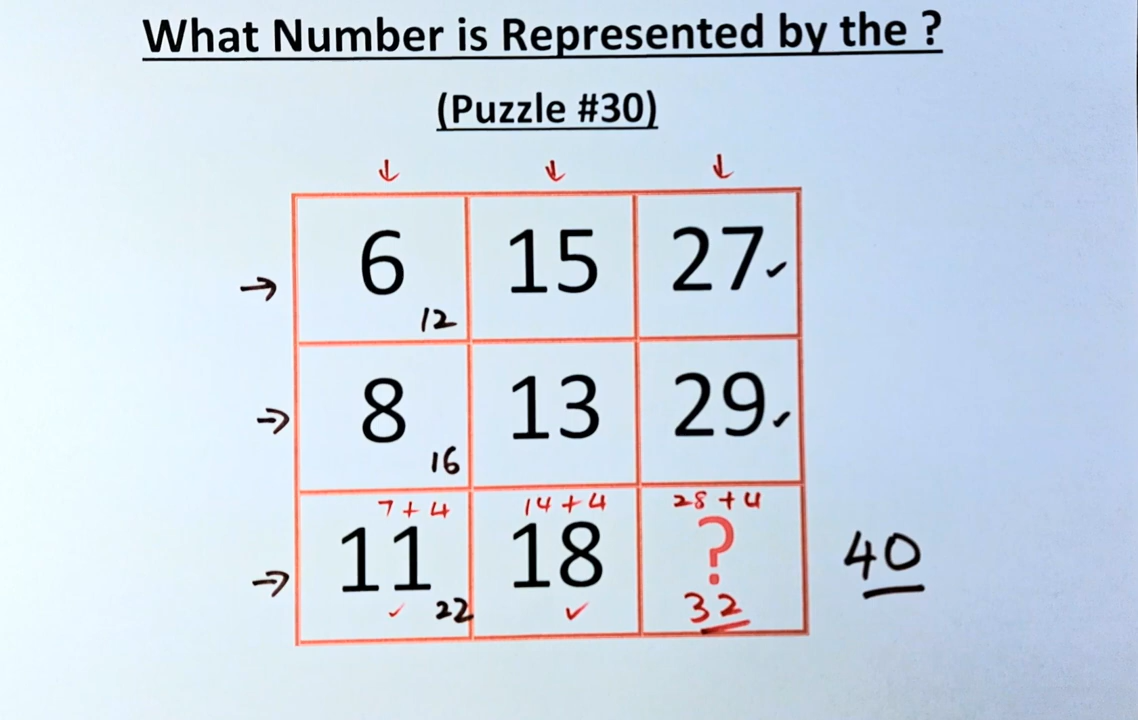 What Number is Represented by the ?
(Puzzle #30)
↓ ↓ ↓
→ 6 12 15 27 ✓
→ 8 16 13 29 ✓
7 + 4 14 + 4 28 + 4
→ 11 18 ? 40
✓ 22 ✓ 32